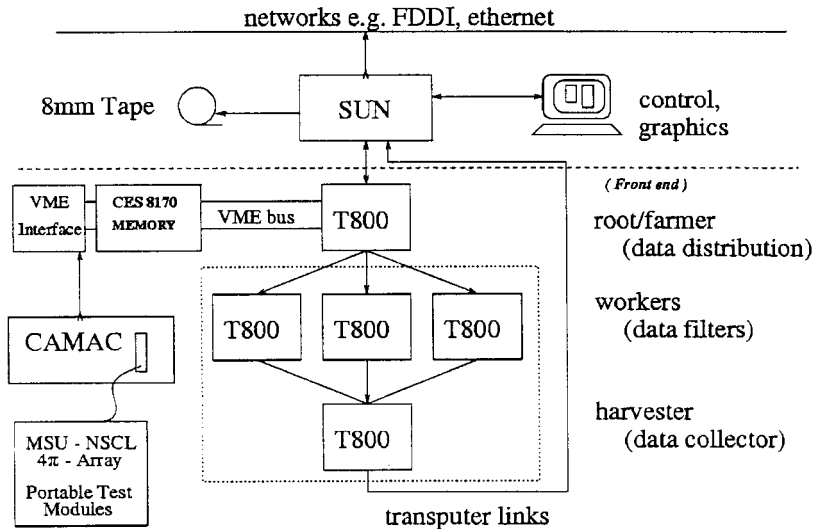 networks e.g. FDDI, ethernet
8mm Tape
SUN
control,
graphics
( Front end )
VME
Interface
CES 8170
MEMORY
VME bus
T800
root/farmer
(data distribution)
T800
T800
T800
workers
(data filters)
CAMAC
T800
harvester
(data collector)
MSU - NSCL
4π - Array
Portable Test
Modules
transputer links